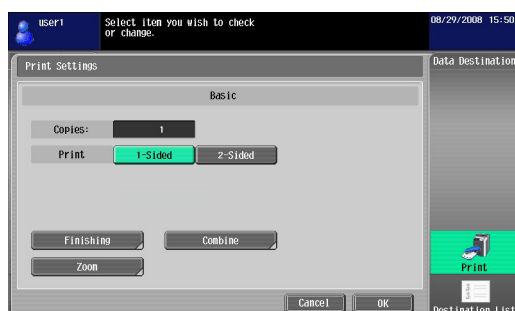 user1
Select item you wish to check
or change.
08/29/2008 15:50
Print Settings
Data Destination
Basic
Copies:
1
Print
1-Sided
2-Sided
Finishing
Combine
Zoom
Print
Cancel
OK
Destination List